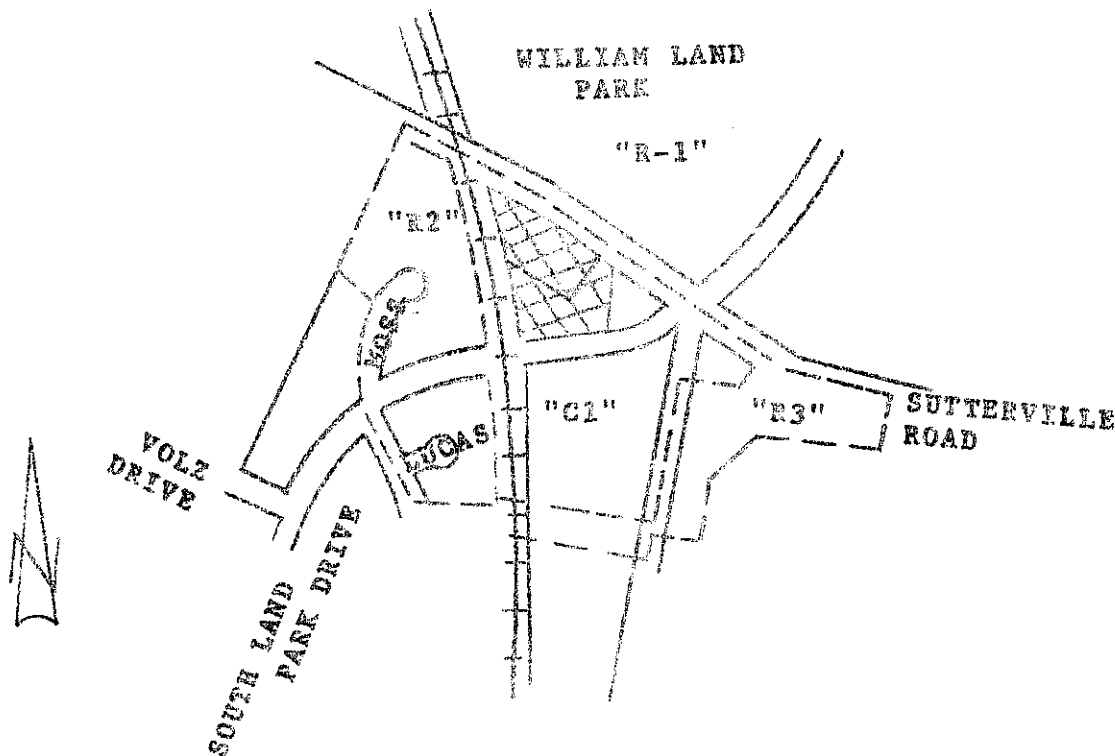 WILLIAM LAND
PARK
"R-1"
"R2"
MOSS
"C1"
"R3"
SUTTERVILLE
ROAD
LUCAS
VOLZ
DRIVE
SOUTH LAND
PARK DRIVE
N